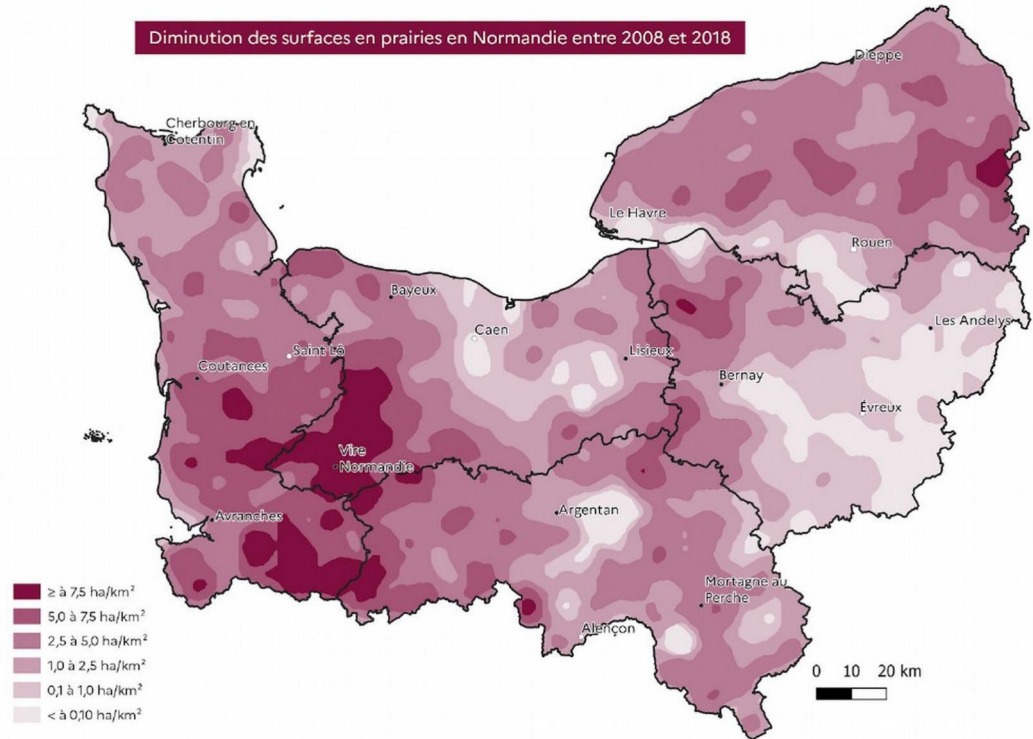 Diminution des surfaces en prairies en Normandie entre 2008 et 2018
Dieppe
Cherbourg en
Cotentin
Le Havre
Rouen
Bayeux
Caen
Les Andelys
Saint Lô
Lisieux
Coutances
Bernay
Évreux
Vire
Normandie
Avranches
Argentan
Mortagne au
Perche
Alençon
≥ à 7,5 ha/km²
5,0 à 7,5 ha/km²
2,5 à 5,0 ha/km²
1,0 à 2,5 ha/km²
0,1 à 1,0 ha/km²
< à 0,10 ha/km²
0 10 20 km